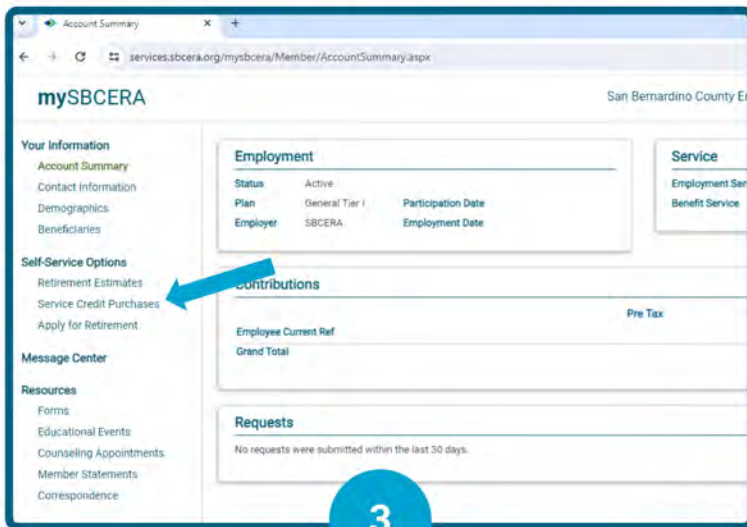 Account Summary
services.sbcera.org/mysbcera/Member/AccountSummary.aspx
mySBCERA
San Bernardino County
Your Information
Account Summary
Contact Information
Demographics
Beneficiaries
Self-Service Options
Retirement Estimates
Service Credit Purchases
Apply for Retirement
Message Center
Resources
Forms
Educational Events
Counseling Appointments
Member Statements
Correspondence
Employment
Status Active
Plan General Tier I Participation Date
Employer SBCERA Employment Date
Service
Employment Ser
Benefit Service
Contributions
Pre Tax
Employee Current Ref
Grand Total
Requests
No requests were submitted within the last 30 days.
3